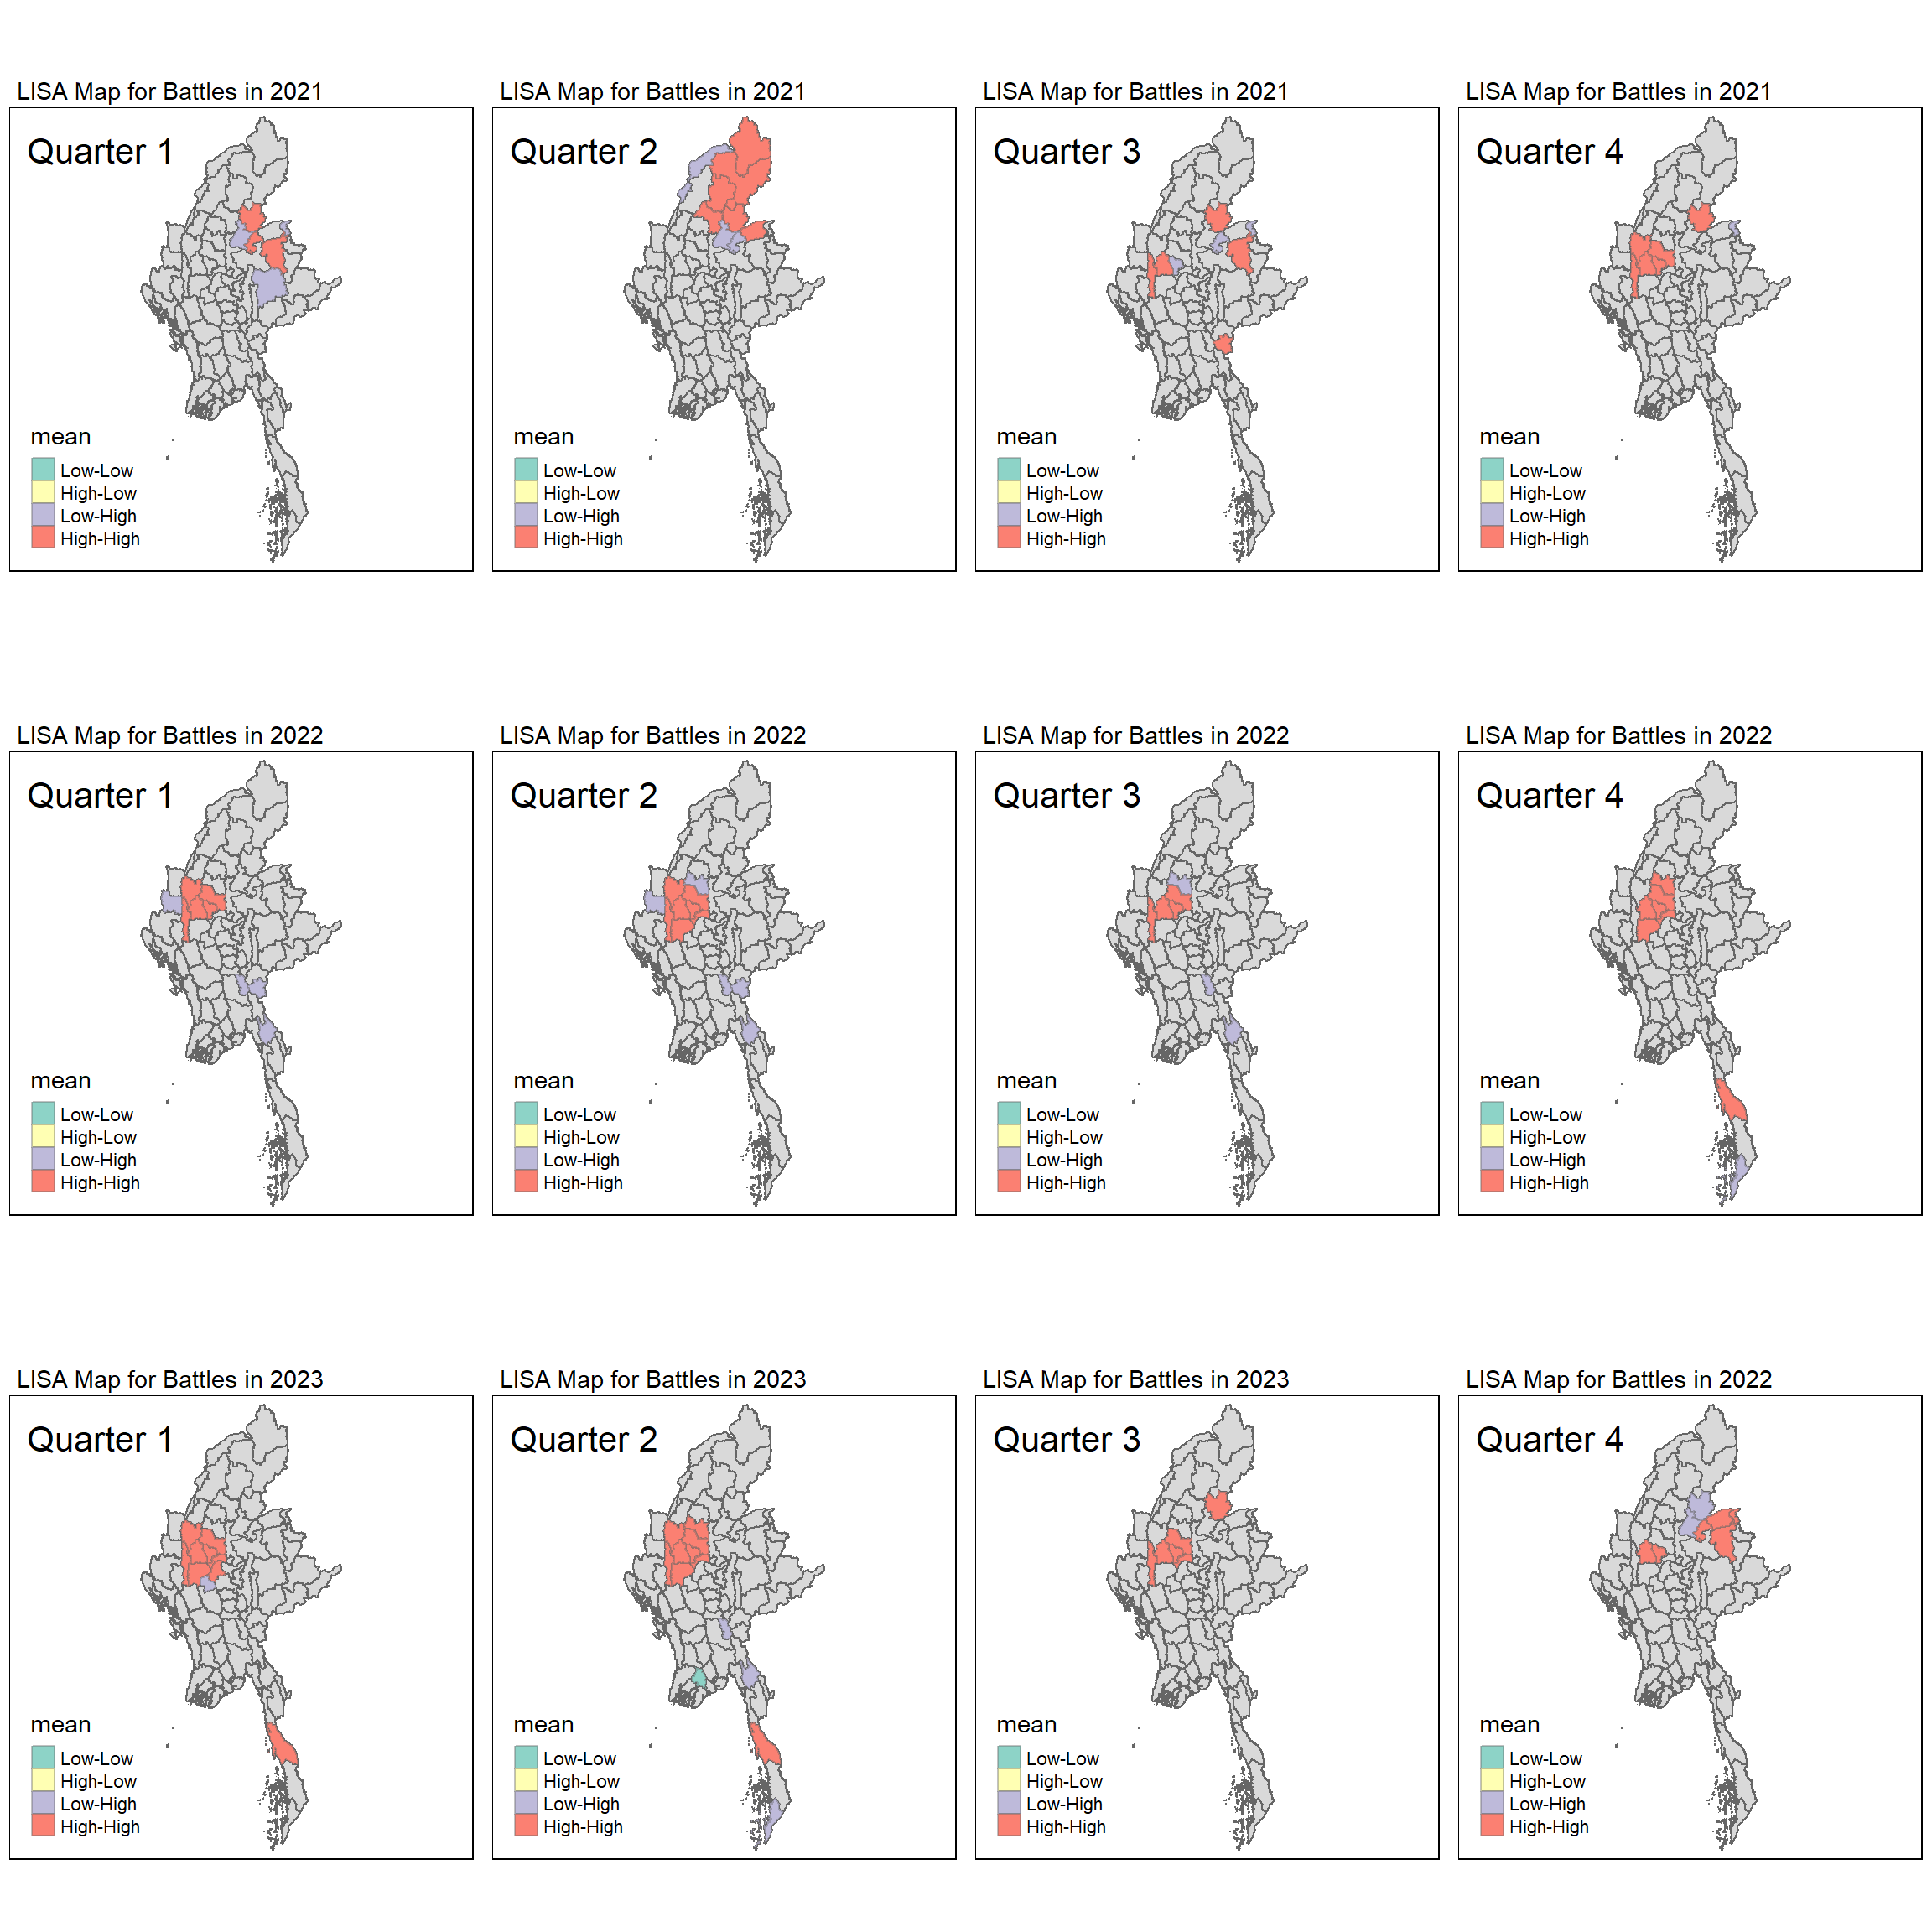 LISA Map for Battles in 2021
Quarter 1
mean
Low-Low
High-Low
Low-High
High-High
LISA Map for Battles in 2021
Quarter 2
mean
Low-Low
High-Low
Low-High
High-High
LISA Map for Battles in 2021
Quarter 3
mean
Low-Low
High-Low
Low-High
High-High
LISA Map for Battles in 2021
Quarter 4
mean
Low-Low
High-Low
Low-High
High-High
LISA Map for Battles in 2022
Quarter 1
mean
Low-Low
High-Low
Low-High
High-High
LISA Map for Battles in 2022
Quarter 2
mean
Low-Low
High-Low
Low-High
High-High
LISA Map for Battles in 2022
Quarter 3
mean
Low-Low
High-Low
Low-High
High-High
LISA Map for Battles in 2022
Quarter 4
mean
Low-Low
High-Low
Low-High
High-High
LISA Map for Battles in 2023
Quarter 1
mean
Low-Low
High-Low
Low-High
High-High
LISA Map for Battles in 2023
Quarter 2
mean
Low-Low
High-Low
Low-High
High-High
LISA Map for Battles in 2023
Quarter 3
mean
Low-Low
High-Low
Low-High
High-High
LISA Map for Battles in 2022
Quarter 4
mean
Low-Low
High-Low
Low-High
High-High